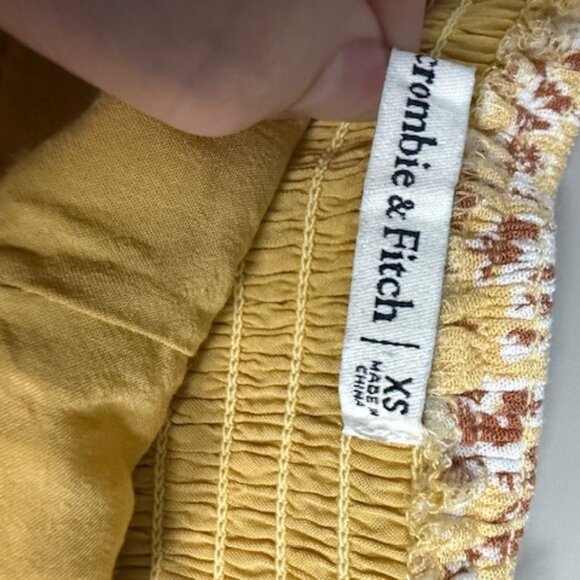 crombie & Fitch | XS
MADE IN
CHINA